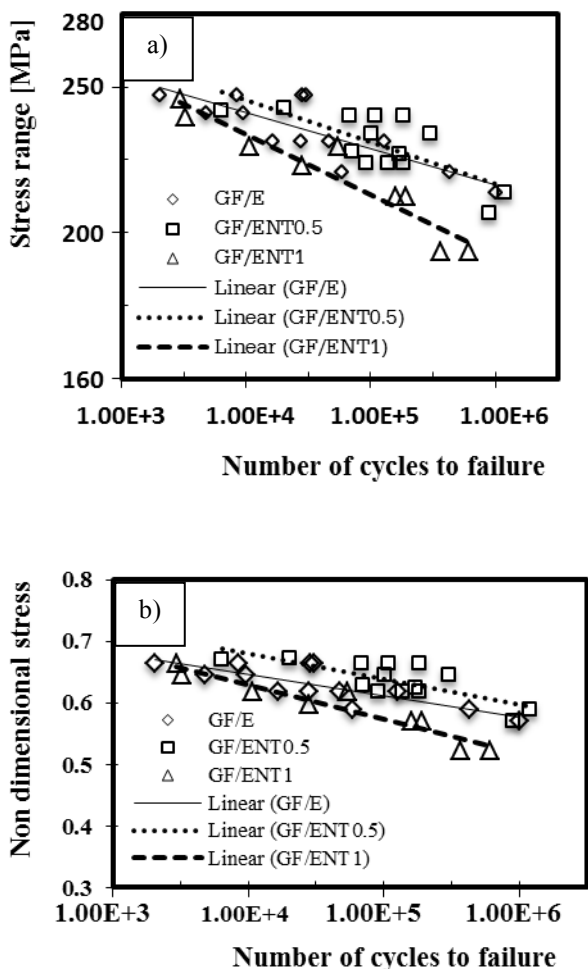 280
a)
250
Stress range [MPa]
GF/E
GF/ENT0.5
200
GF/ENT1
Linear (GF/E)
Linear (GF/ENT0.5)
Linear (GF/ENT1)
160
1.00E+3 1.00E+4 1.00E+5 1.00E+6
Number of cycles to failure
0.8
b)
0.7
Non dimensional stress
0.6
GF/E
GF/ENT0.5
0.5
GF/ENT1
Linear (GF/E)
0.4
Linear (GF/ENT0.5)
Linear (GF/ENT1)
0.3
1.00E+3 1.00E+4 1.00E+5 1.00E+6
Number of cycles to failure